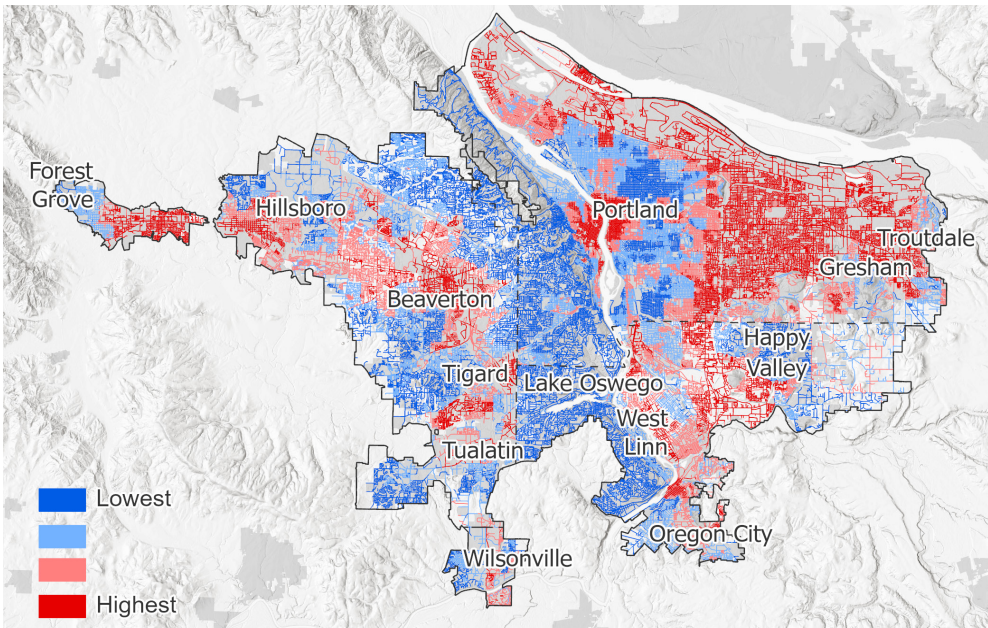 Forest
Grove
Hillsboro
Portland
Troutdale
Gresham
Beaverton
Happy
Valley
Tigard
Lake Oswego
West
Linn
Tualatin
Lowest
Oregon City
Wilsonville
Highest